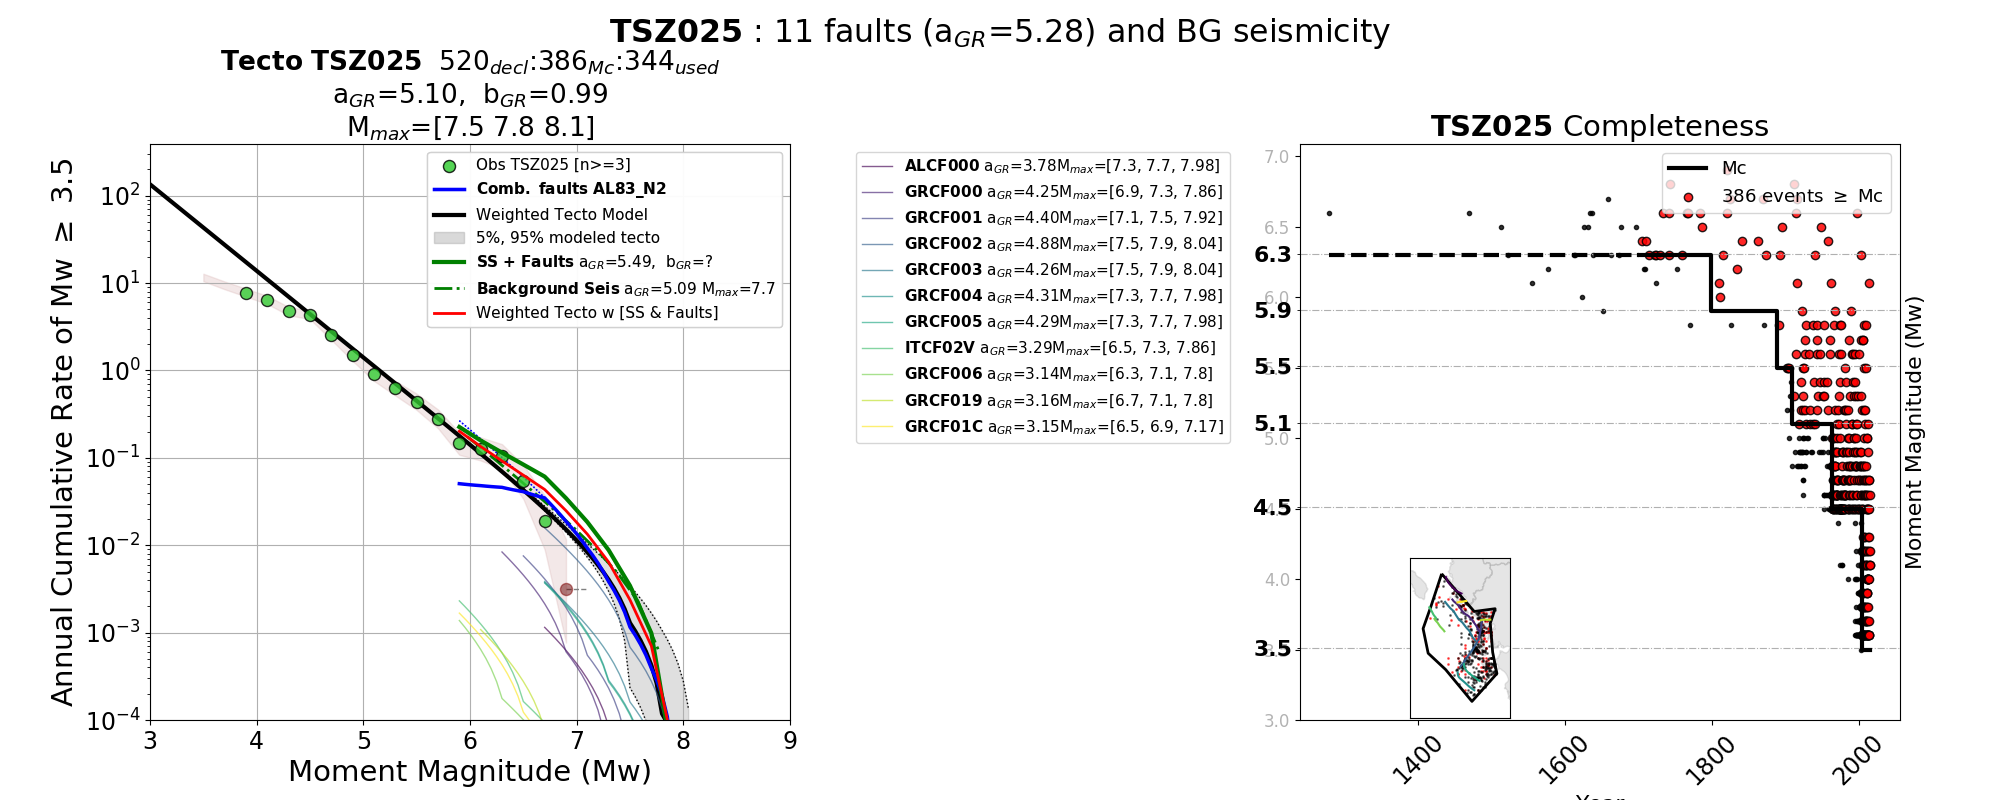 TSZ025 : 11 faults (aGR=5.28) and BG seismicity
Tecto TSZ025 520decl:386Mc:344used
aGR=5.10, bGR=0.99
Mmax=[7.5 7.8 8.1]
Annual Cumulative Rate of Mw ≥ 3.5
10^2
10^1
10^0
10^−1
10^−2
10^−3
10^−4
3 4 5 6 7 8 9
Moment Magnitude (Mw)
Obs TSZ025 [n>=3]
Comb. faults AL83_N2
Weighted Tecto Model
5%, 95% modeled tecto
SS + Faults aGR=5.49, bGR=?
Background Seis aGR=5.09 Mmax=7.7
Weighted Tecto w [SS & Faults]
ALCF000 aGR=3.78Mmax=[7.3, 7.7, 7.98]
GRCF000 aGR=4.25Mmax=[6.9, 7.3, 7.86]
GRCF001 aGR=4.40Mmax=[7.1, 7.5, 7.92]
GRCF002 aGR=4.88Mmax=[7.5, 7.9, 8.04]
GRCF003 aGR=4.26Mmax=[7.5, 7.9, 8.04]
GRCF004 aGR=4.31Mmax=[7.3, 7.7, 7.98]
GRCF005 aGR=4.29Mmax=[7.3, 7.7, 7.98]
ITCF02V aGR=3.29Mmax=[6.5, 7.3, 7.86]
GRCF006 aGR=3.14Mmax=[6.3, 7.1, 7.8]
GRCF019 aGR=3.16Mmax=[6.7, 7.1, 7.8]
GRCF01C aGR=3.15Mmax=[6.5, 6.9, 7.17]
TSZ025 Completeness
Mc
386 events ≥ Mc
7.0
6.5
6.3
6.0
5.9
5.5
5.1
5.0
4.5
4.0
3.5
3.0
1400 1600 1800 2000
Moment Magnitude (Mw)